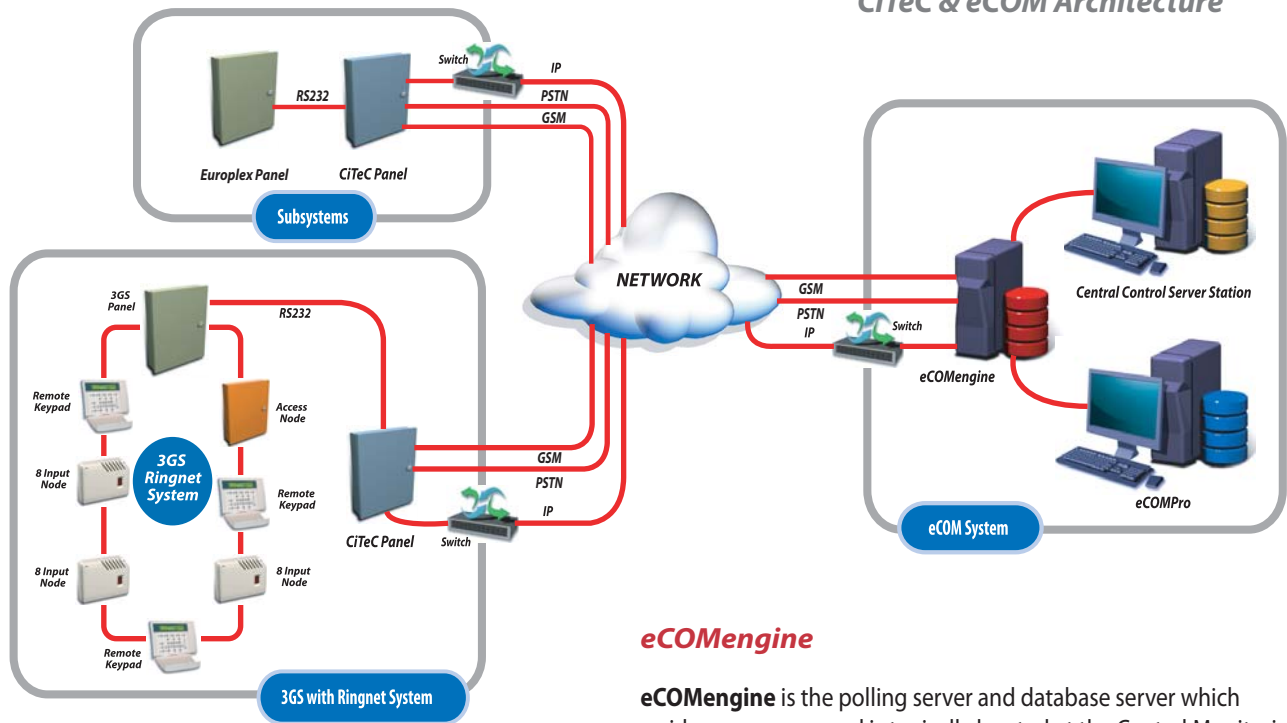 CiTeC & eCOM Architecture
Switch
IP
PSTN
GSM
RS232
Europlex Panel
CiTeC Panel
Subsystems
NETWORK
GSM
PSTN
IP
Switch
eCOMengine
Central Control Server Station
eCOMPro
eCOM System
3GS
Panel
RS232
Remote
Keypad
Access
Node
3GS
Ringnet
System
8 Input
Node
Remote
Keypad
8 Input
Node
8 Input
Node
Remote
Keypad
CiTeC Panel
GSM
PSTN
IP
Switch
3GS with Ringnet System
eCOMengine
eCOMengine is the polling server and database server which